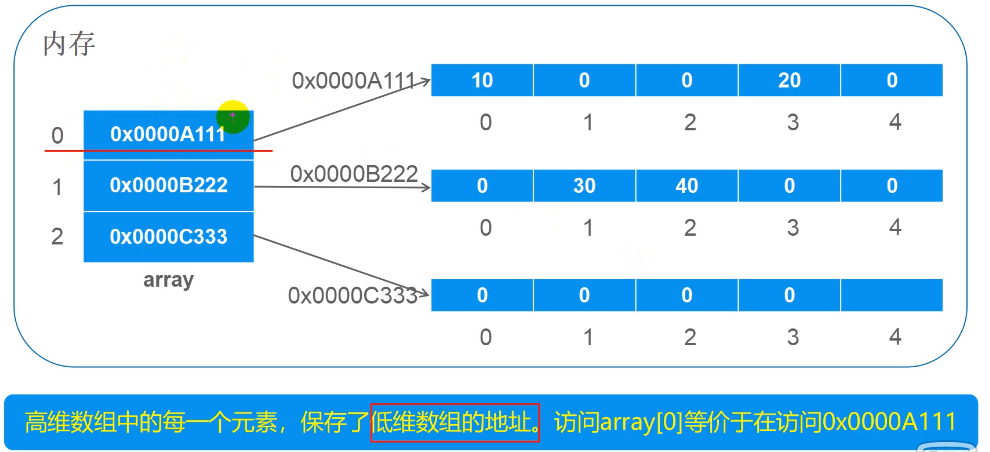 内存
0x0000A111
10 0 0 20 0
0 1 2 3 4
0 0x0000A111
1 0x0000B222
2 0x0000C333
array
0x0000B222
0 30 40 0 0
0 1 2 3 4
0x0000C333
0 0 0 0
0 1 2 3 4
高维数组中的每一个元素，保存了低维数组的地址。访问array[0]等价于在访问0x0000A111